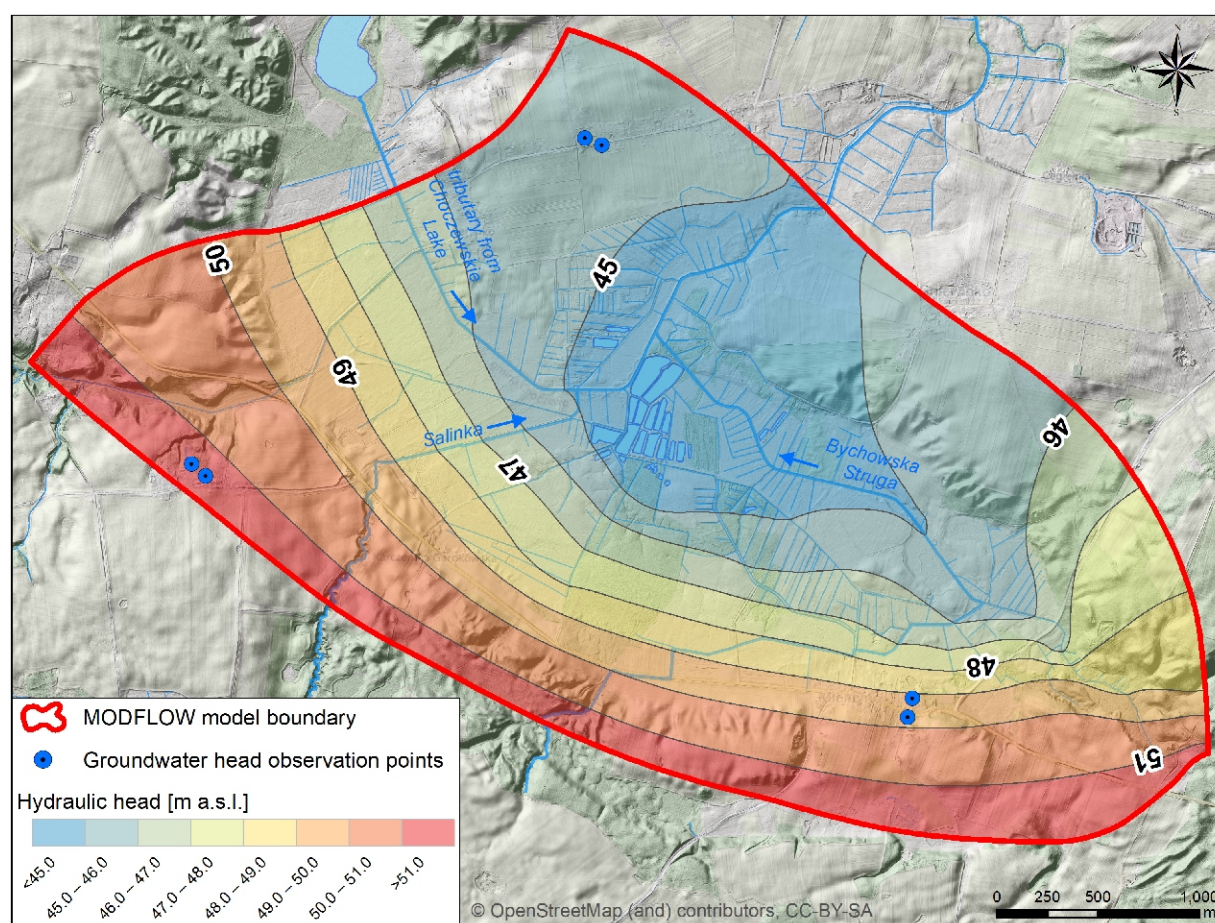 N
W
S
tributary from
Choczewskie
Lake
50
45
49
46
Salinka
47
Bychowska
Struga
48
51
MODFLOW model boundary
Groundwater head observation points
Hydraulic head [m a.s.l.]
<45.0
45.0 – 46.0
46.0 – 47.0
47.0 – 48.0
48.0 – 49.0
49.0 – 50.0
50.0 – 51.0
>51.0
© OpenStreetMap (and) contributors, CC-BY-SA
0 500 1,000
m